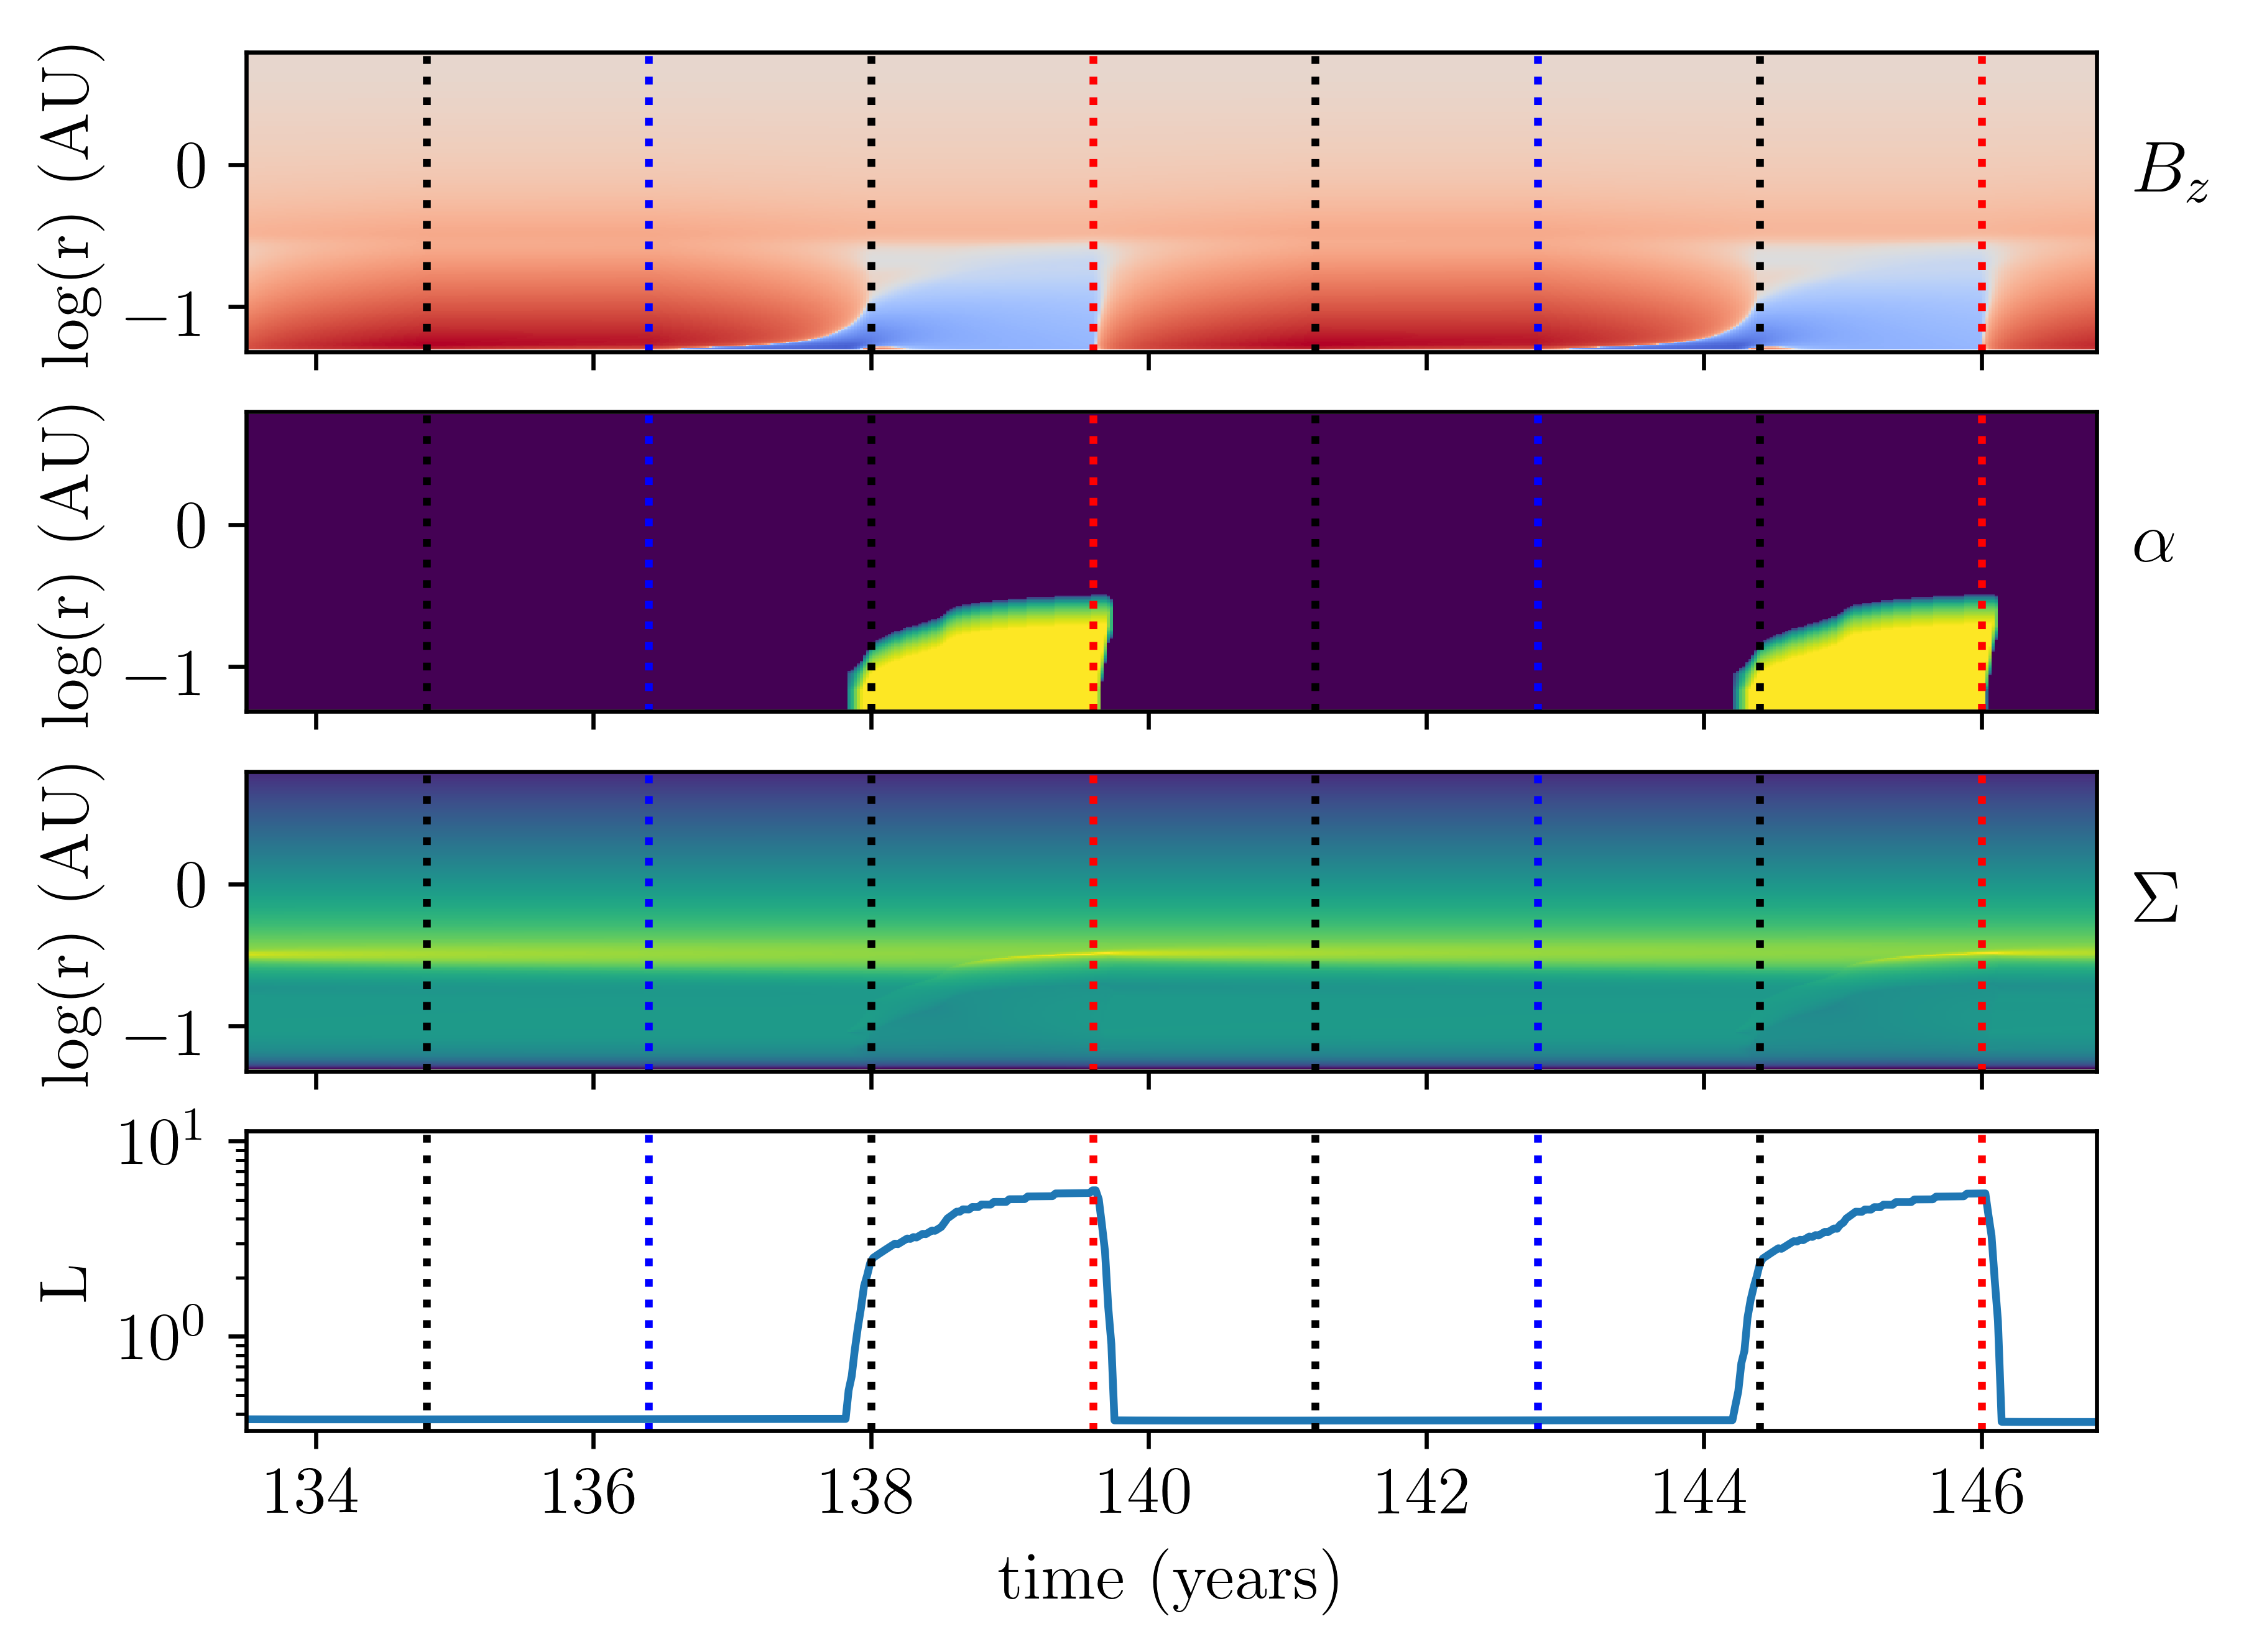 log(r) (AU)
0
−1
B_z
log(r) (AU)
0
−1
α
log(r) (AU)
0
−1
Σ
L
10^1
10^0
134 136 138 140 142 144 146
time (years)